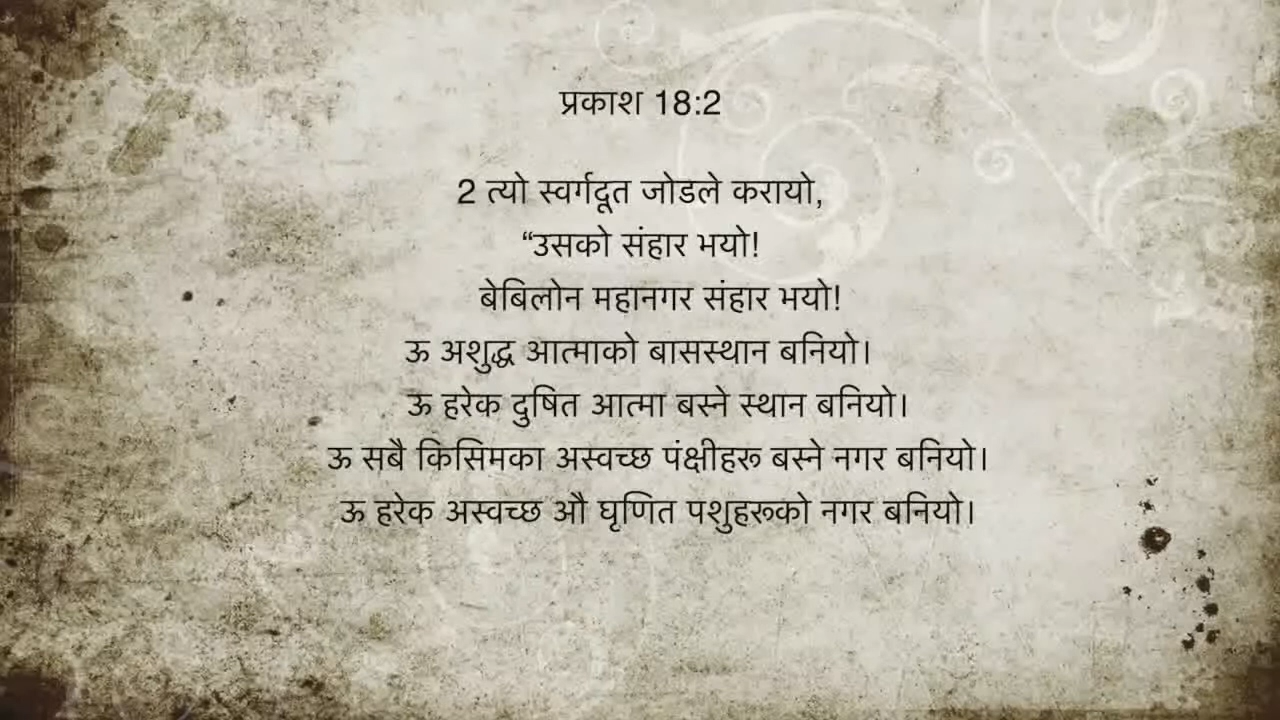 प्रकाश 18:2
2 त्यो स्वर्गदूत जोडले करायो,
“उसको संहार भयो!
बेबिलोन महानगर संहार भयो!
ऊ अशुद्ध आत्माको बासस्थान बनियो।
ऊ हरेक दुषित आत्मा बस्ने स्थान बनियो।
ऊ सबै किसिमका अस्वच्छ पंक्षीहरू बस्ने नगर बनियो।
ऊ हरेक अस्वच्छ औ घृणित पशुहरूको नगर बनियो।